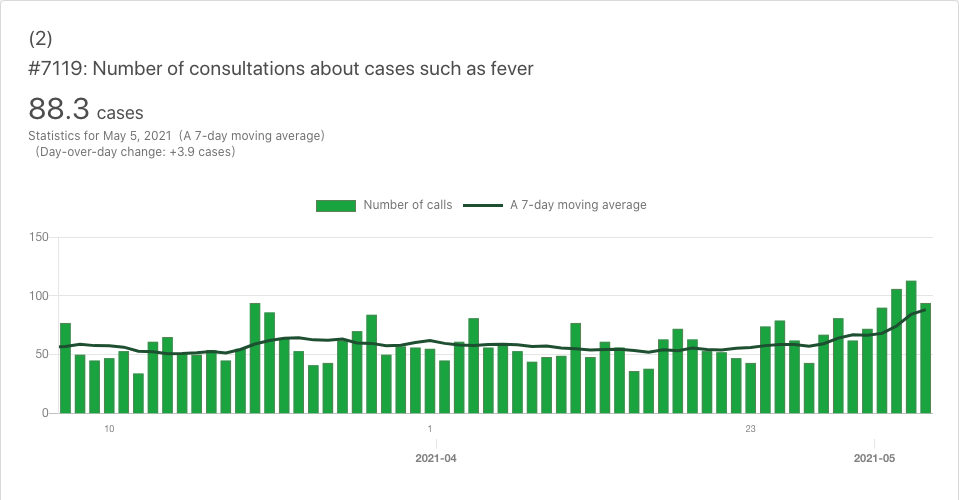 (2)
#7119: Number of consultations about cases such as fever
88.3 cases
Statistics for May 5, 2021 (A 7-day moving average)
(Day-over-day change: +3.9 cases)
Number of calls A 7-day moving average
150
100
50
0
10 1 23
2021-04 2021-05